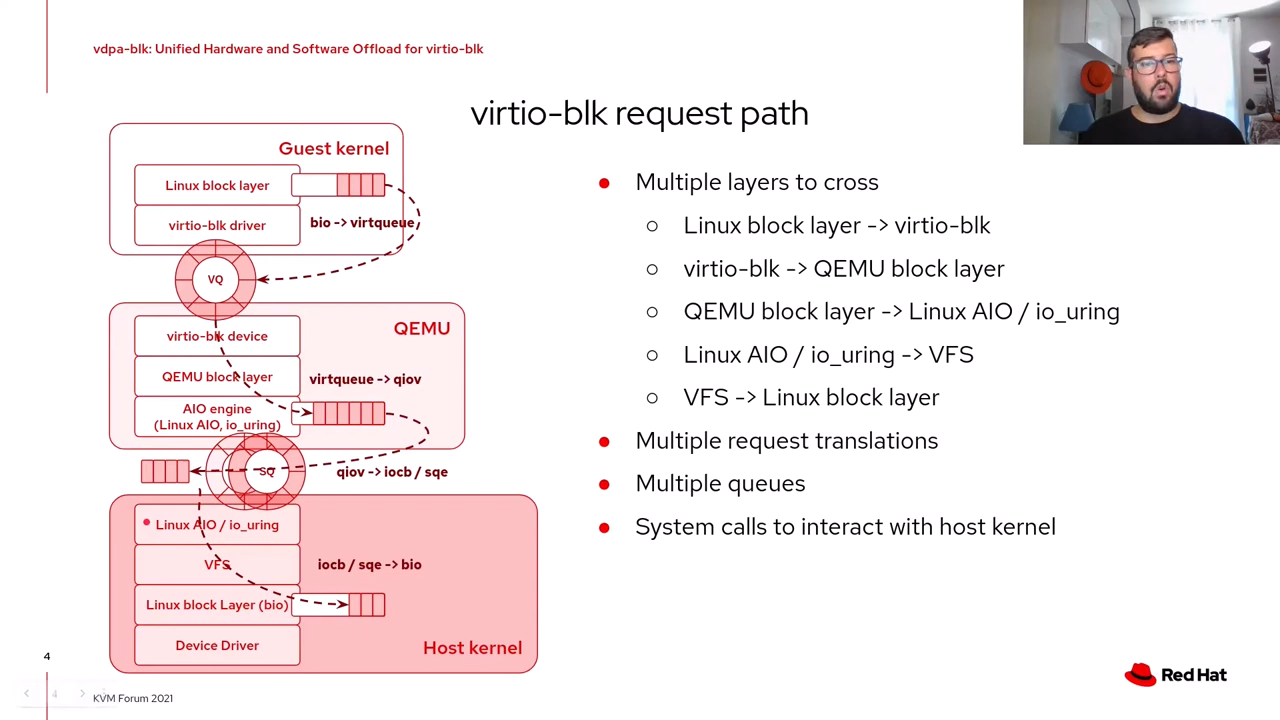 vdpa-blk: Unified Hardware and Software Offload for virtio-blk
virtio-blk request path
Guest kernel
Linux block layer
virtio-blk driver
bio -> virtqueue
VQ
QEMU
virtio-blk device
QEMU block layer
virtqueue -> qiov
AIO engine
(Linux AIO, io_uring)
SQ
qiov -> iocb / sqe
Linux AIO / io_uring
VFS
iocb / sqe -> bio
Linux block Layer (bio)
Device Driver
Host kernel
● Multiple layers to cross
○ Linux block layer -> virtio-blk
○ virtio-blk -> QEMU block layer
○ QEMU block layer -> Linux AIO / io_uring
○ Linux AIO / io_uring -> VFS
○ VFS -> Linux block layer
● Multiple request translations
● Multiple queues
● System calls to interact with host kernel
4
4
KVM Forum 2021
Red Hat